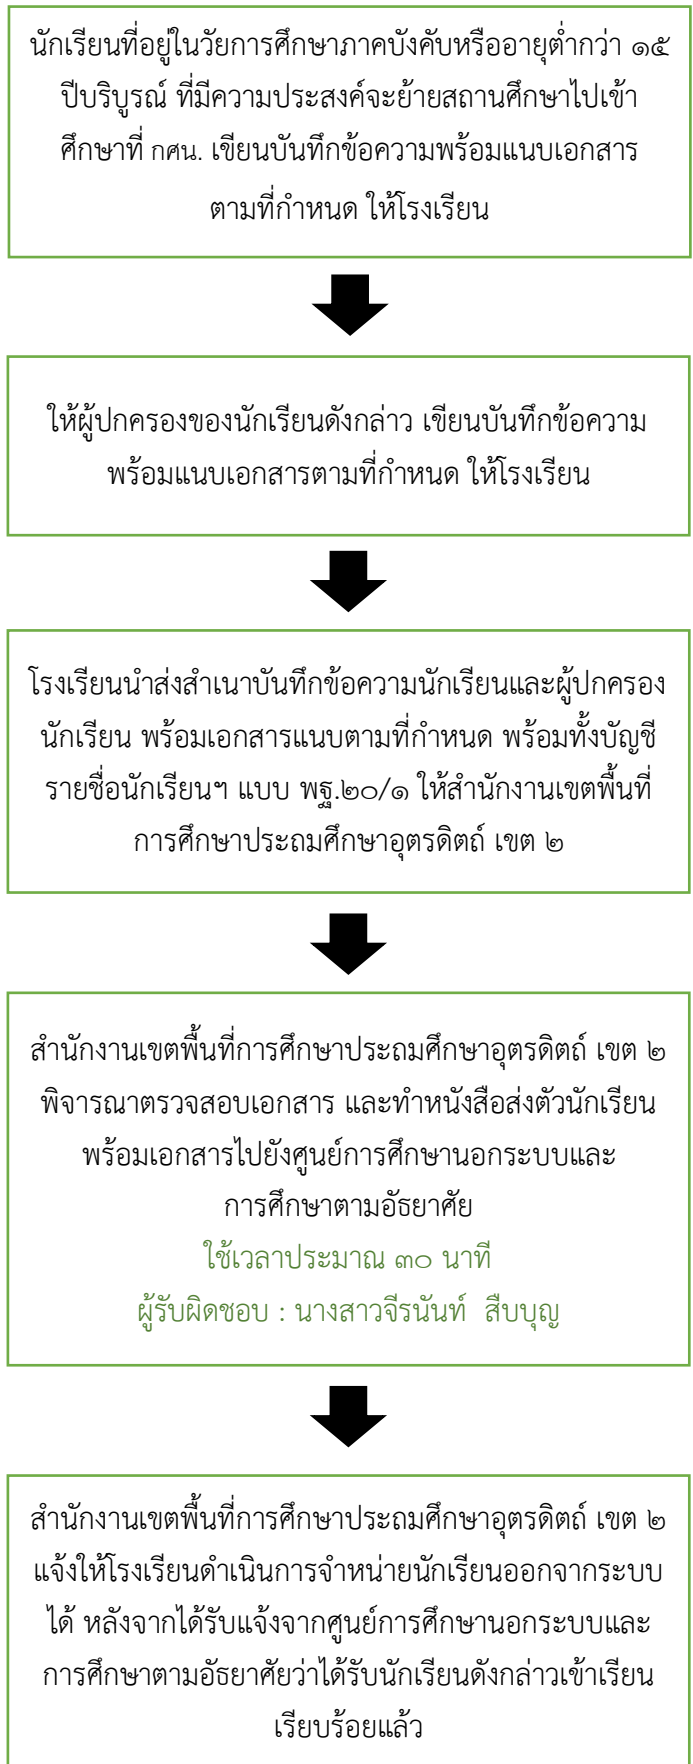 นักเรียนที่อยู่ในวัยการศึกษาภาคบังคับหรืออายุต่ำกว่า ๑๕
ปีบริบูรณ์ ที่มีความประสงค์จะย้ายสถานศึกษาไปเข้า
ศึกษาที่ กศน. เขียนบันทึกข้อความพร้อมแนบเอกสาร
ตามที่กำหนด ให้โรงเรียน
ให้ผู้ปกครองของนักเรียนดังกล่าว เขียนบันทึกข้อความ
พร้อมแนบเอกสารตามที่กำหนด ให้โรงเรียน
โรงเรียนนำส่งสำเนาบันทึกข้อความนักเรียนและผู้ปกครอง
นักเรียน พร้อมเอกสารแนบตามที่กำหนด พร้อมทั้งบัญชี
รายชื่อนักเรียนฯ แบบ พฐ.๒๐/๑ ให้สำนักงานเขตพื้นที่
การศึกษาประถมศึกษาอุตรดิตถ์ เขต ๒
สำนักงานเขตพื้นที่การศึกษาประถมศึกษาอุตรดิตถ์ เขต ๒
พิจารณาตรวจสอบเอกสาร และทำหนังสือส่งตัวนักเรียน
พร้อมเอกสารไปยังศูนย์การศึกษานอกระบบและ
การศึกษาตามอัธยาศัย
ใช้เวลาประมาณ ๓๐ นาที
ผู้รับผิดชอบ : นางสาวจีรนันท์ สืบบุญ
สำนักงานเขตพื้นที่การศึกษาประถมศึกษาอุตรดิตถ์ เขต ๒
แจ้งให้โรงเรียนดำเนินการจำหน่ายนักเรียนออกจากระบบ
ได้ หลังจากได้รับแจ้งจากศูนย์การศึกษานอกระบบและ
การศึกษาตามอัธยาศัยว่าได้รับนักเรียนดังกล่าวเข้าเรียน
เรียบร้อยแล้ว